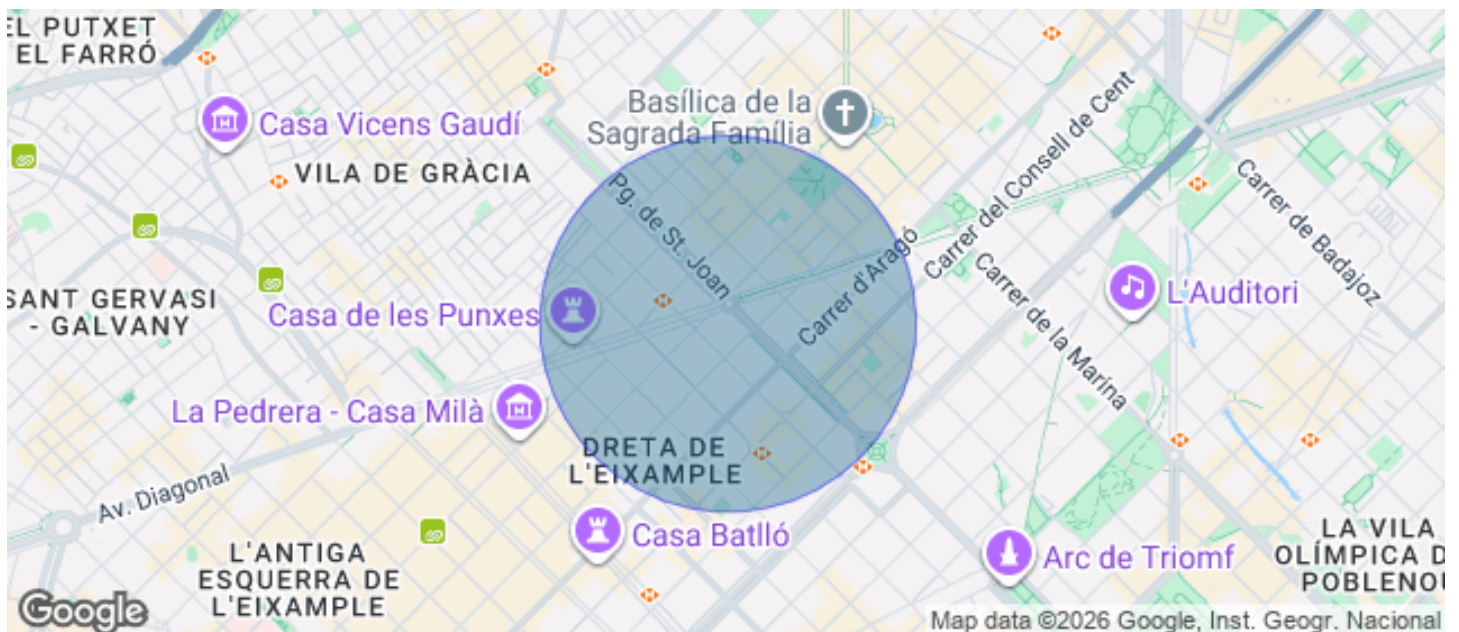 EL PUTXET
EL FARRÓ
Casa Vicens Gaudí
VILA DE GRÀCIA
Basílica de la
Sagrada Família
Carrer del Consell de Cent
Carrer de Badajoz
Pg. de St. Joan
Carrer d'Aragó
SANT GERVASI
- GALVANY
Casa de les Punxes
L'Auditori
Carrer de la Marina
La Pedrera - Casa Milà
DRETA DE
L'EIXAMPLE
Av. Diagonal
Casa Batlló
Arc de Triomf
L'ANTIGA
ESQUERRA DE
L'EIXAMPLE
LA VILA
OLÍMPICA D
POBLENOU
Google
Map data ©2026 Google, Inst. Geogr. Nacional